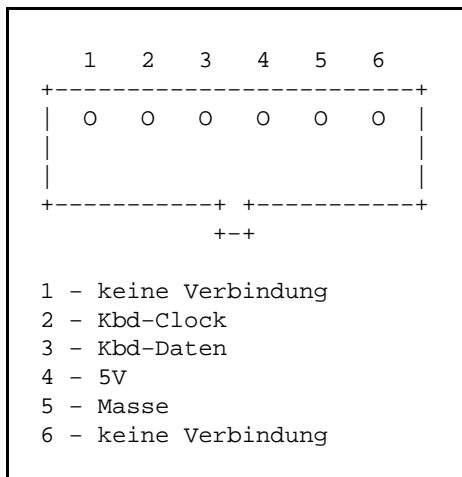 1 2 3 4 5 6
+-------------------------+
| O O O O O O |
| |
| |
+-----------+ +-----------+
+-+
1 - keine Verbindung
2 - Kbd-Clock
3 - Kbd-Daten
4 - 5V
5 - Masse
6 - keine Verbindung